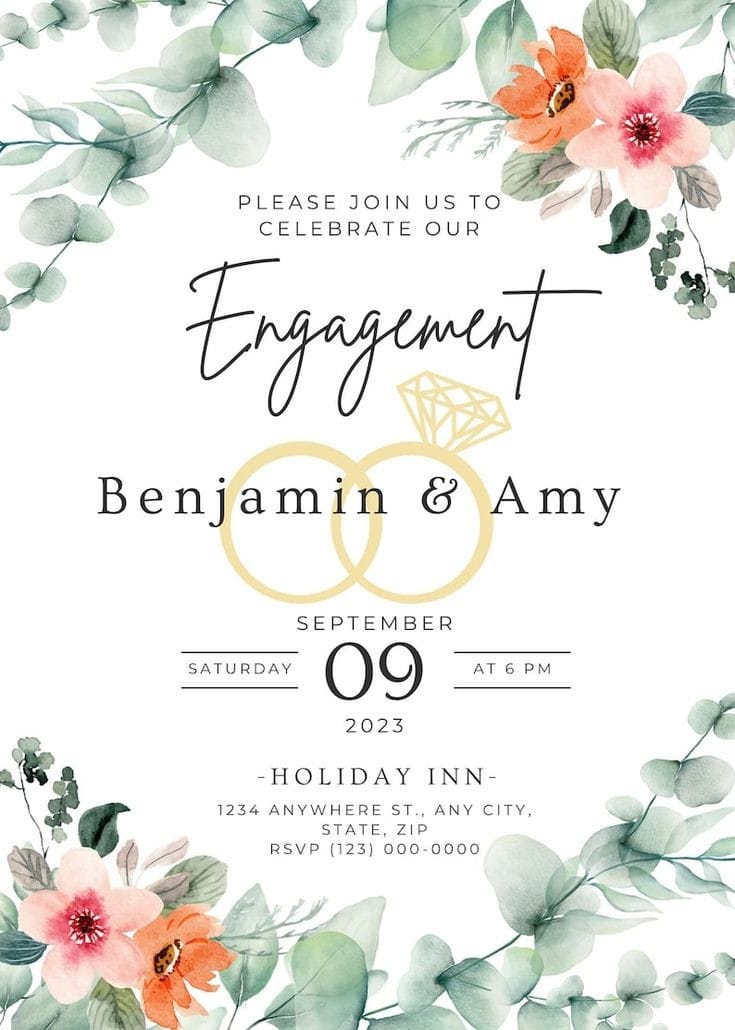 PLEASE JOIN US TO
CELEBRATE OUR
Engagement
Benjamin & Amy
SEPTEMBER
SATURDAY 09 AT 6 PM
2023
-HOLIDAY INN-
1234 ANYWHERE ST., ANY CITY,
STATE, ZIP
RSVP (123) 000-0000